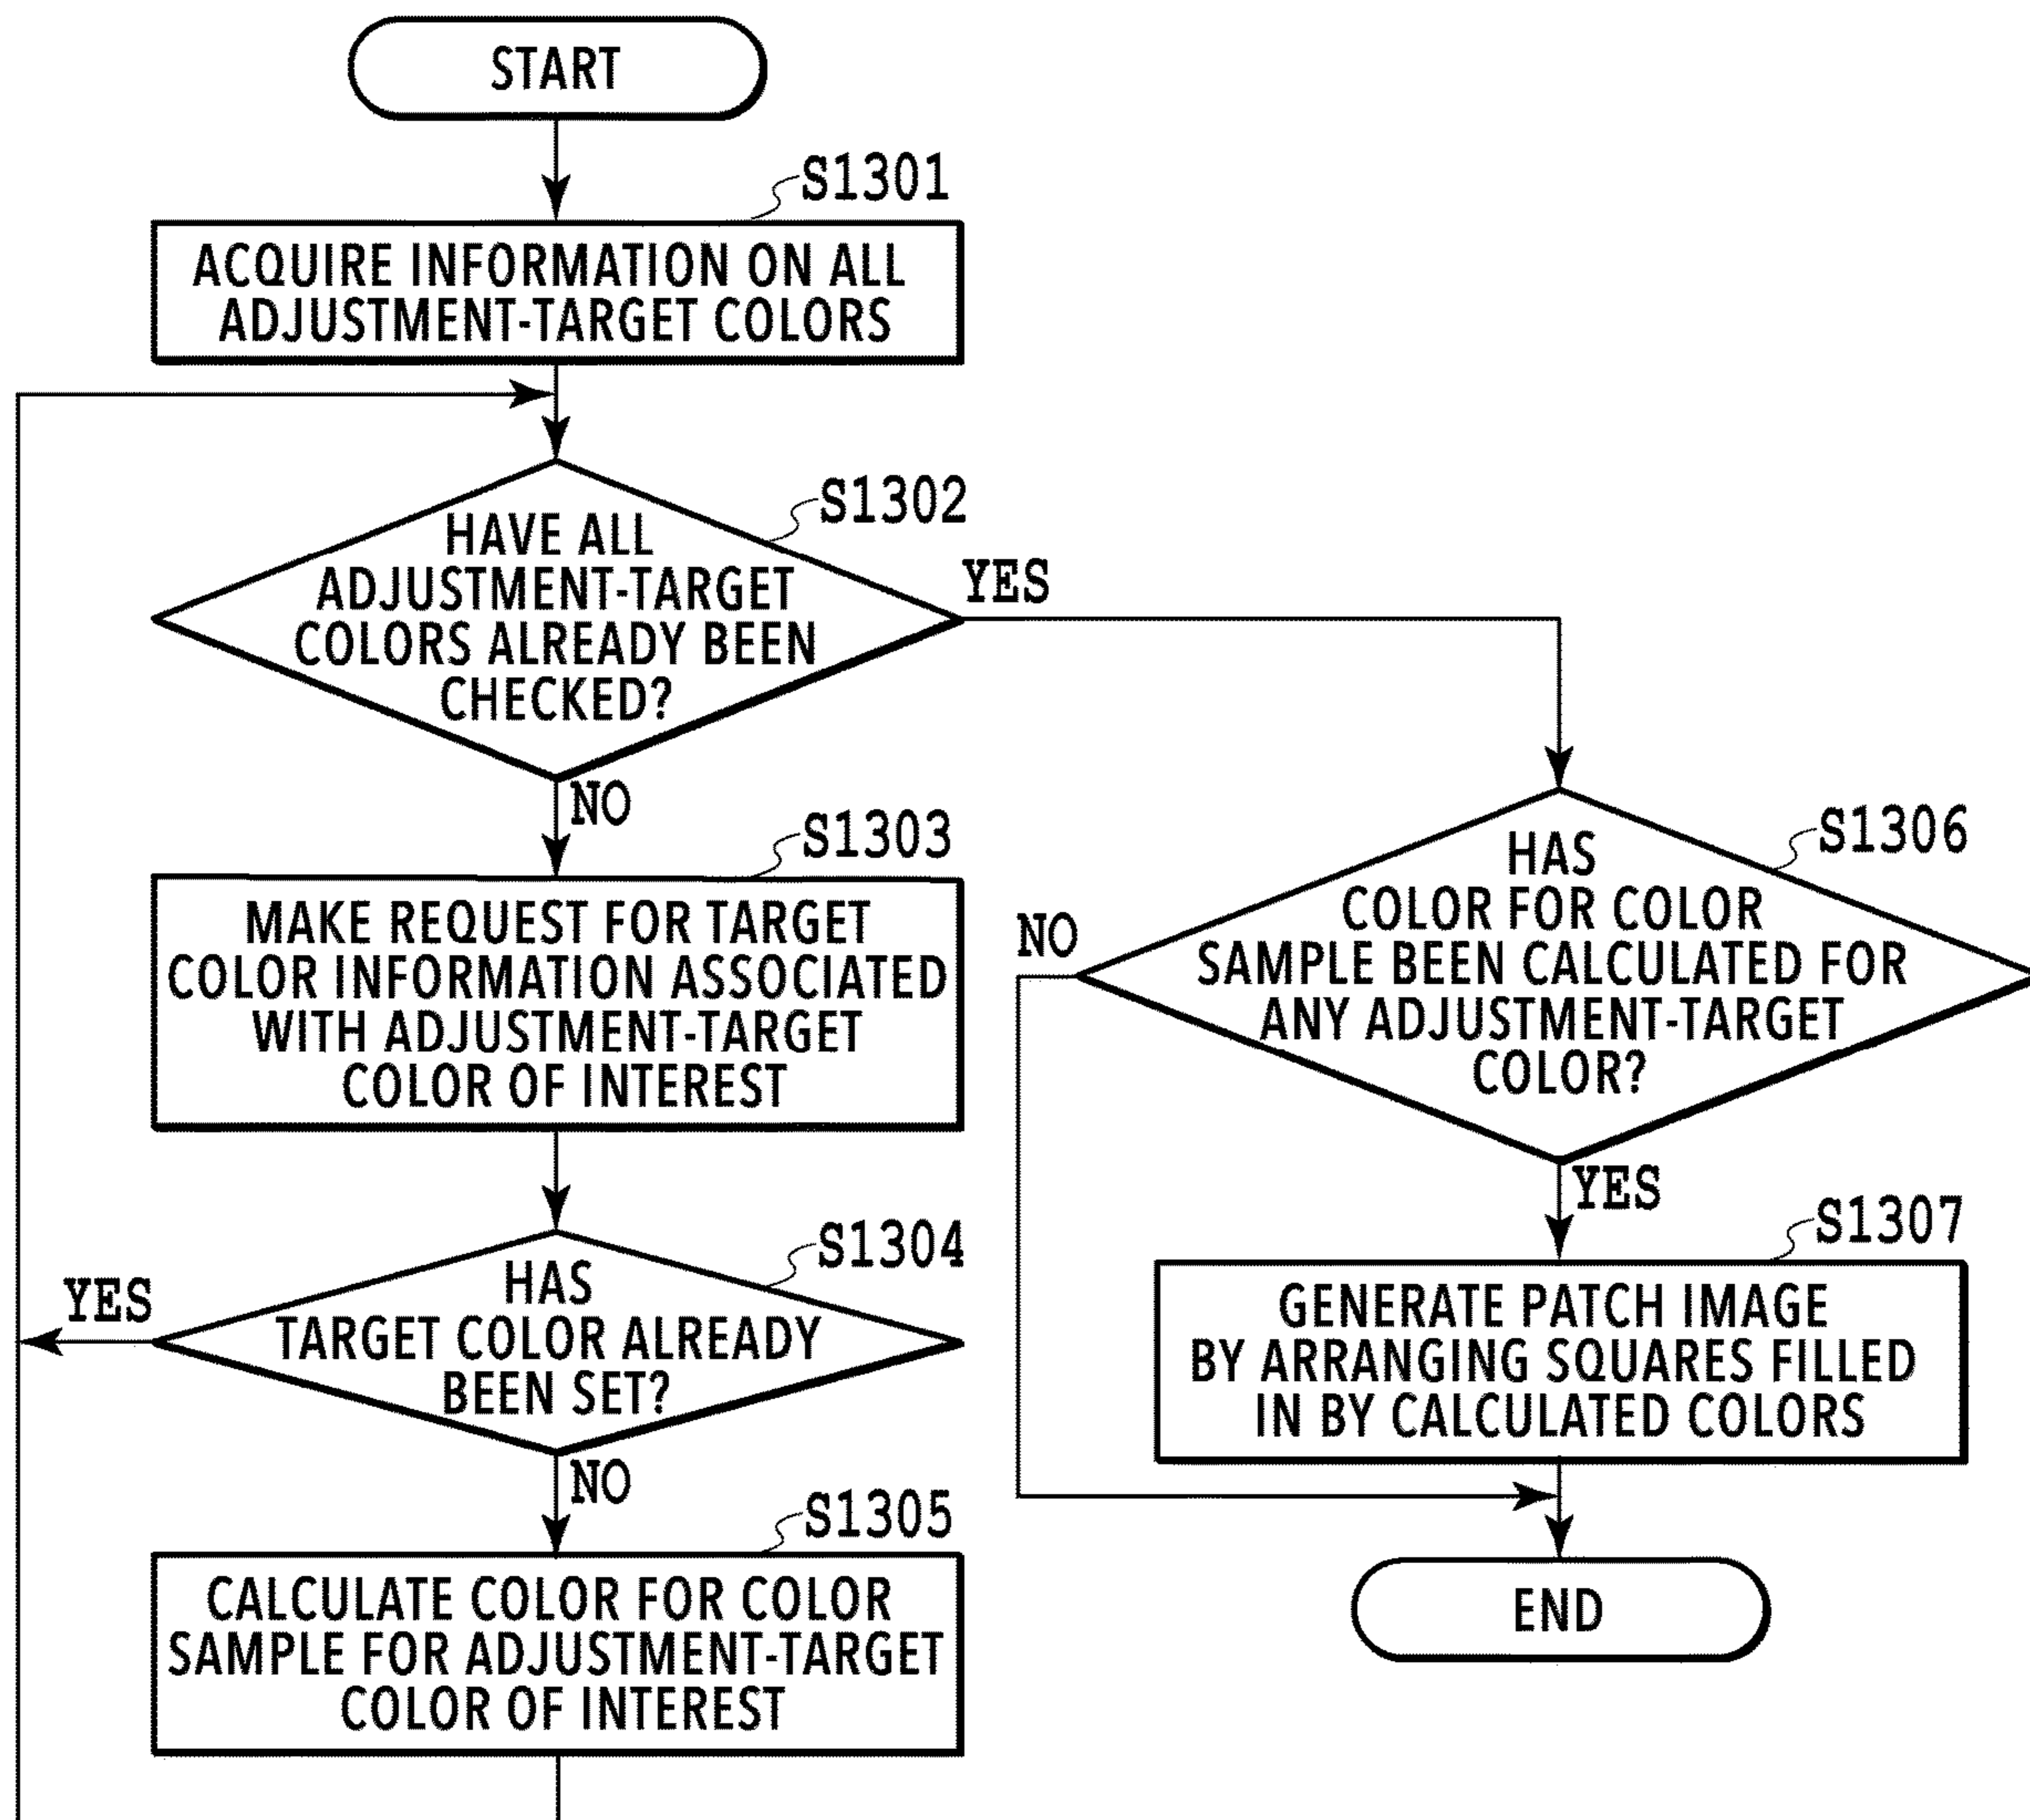 START
S1301
ACQUIRE INFORMATION ON ALL
ADJUSTMENT-TARGET COLORS
S1302
HAVE ALL
ADJUSTMENT-TARGET
COLORS ALREADY BEEN
CHECKED?
YES
NO
S1303
MAKE REQUEST FOR TARGET
COLOR INFORMATION ASSOCIATED
WITH ADJUSTMENT-TARGET
COLOR OF INTEREST
S1304
HAS
TARGET COLOR ALREADY
BEEN SET?
YES
NO
S1305
CALCULATE COLOR FOR COLOR
SAMPLE FOR ADJUSTMENT-TARGET
COLOR OF INTEREST
S1306
HAS
COLOR FOR COLOR
SAMPLE BEEN CALCULATED FOR
ANY ADJUSTMENT-TARGET
COLOR?
NO
YES
S1307
GENERATE PATCH IMAGE
BY ARRANGING SQUARES FILLED
IN BY CALCULATED COLORS
END